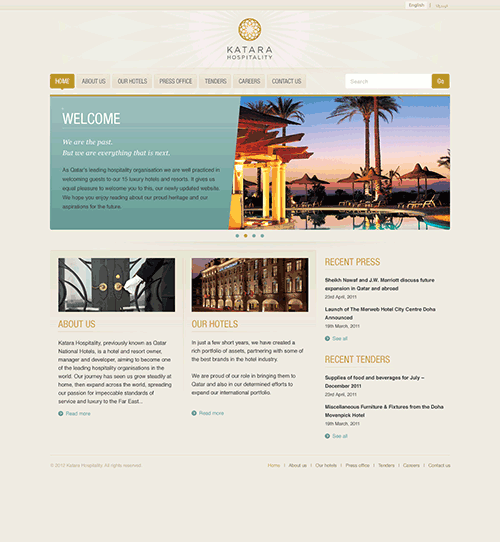 English
KATARA
HOSPITALITY
HOME
ABOUT US
OUR HOTELS
PRESS OFFICE
TENDERS
CAREERS
CONTACT US
Search
Go
WELCOME
We are the past.
But we are everything that is next.
As Qatar's leading hospitality organisation we are well practiced in
welcoming guests to our 15 luxury hotels and resorts. It gives us
equal pleasure to welcome you to this, our newly updated website.
We hope you enjoy reading about our proud heritage and our
aspirations for the future.
ABOUT US
Katara Hospitality, previously known as Qatar
National Hotels, is a hotel and resort owner,
manager and developer, aiming to become one
of the leading hospitality organisations in the
world. Our journey has seen us grow steadily at
home, then expand across the world, spreading
our passion for impeccable standards of
service and luxury to the Far East...
Read more
OUR HOTELS
In just a few short years, we have created a
rich portfolio of assets, partnering with some of
the best brands in the hotel industry.
We are proud of our role in bringing them to
Qatar and also in our determined efforts to
expand our international portfolio.
Read more
RECENT PRESS
Sheikh Nawaf and J.W. Marriott discuss future
expansion in Qatar and abroad
23rd April, 2011
Launch of The Merweb Hotel City Centre Doha
Announced
19th March, 2011
See all
RECENT TENDERS
Supplies of food and beverages for July –
December 2011
23rd April, 2011
Miscellaneous Furniture & Fixtures from the Doha
Movenpick Hotel
19th March, 2011
See all
© 2012 Katara Hospitality. All rights reserved.
Home | About us | Our hotels | Press office | Tenders | Careers | Contact us